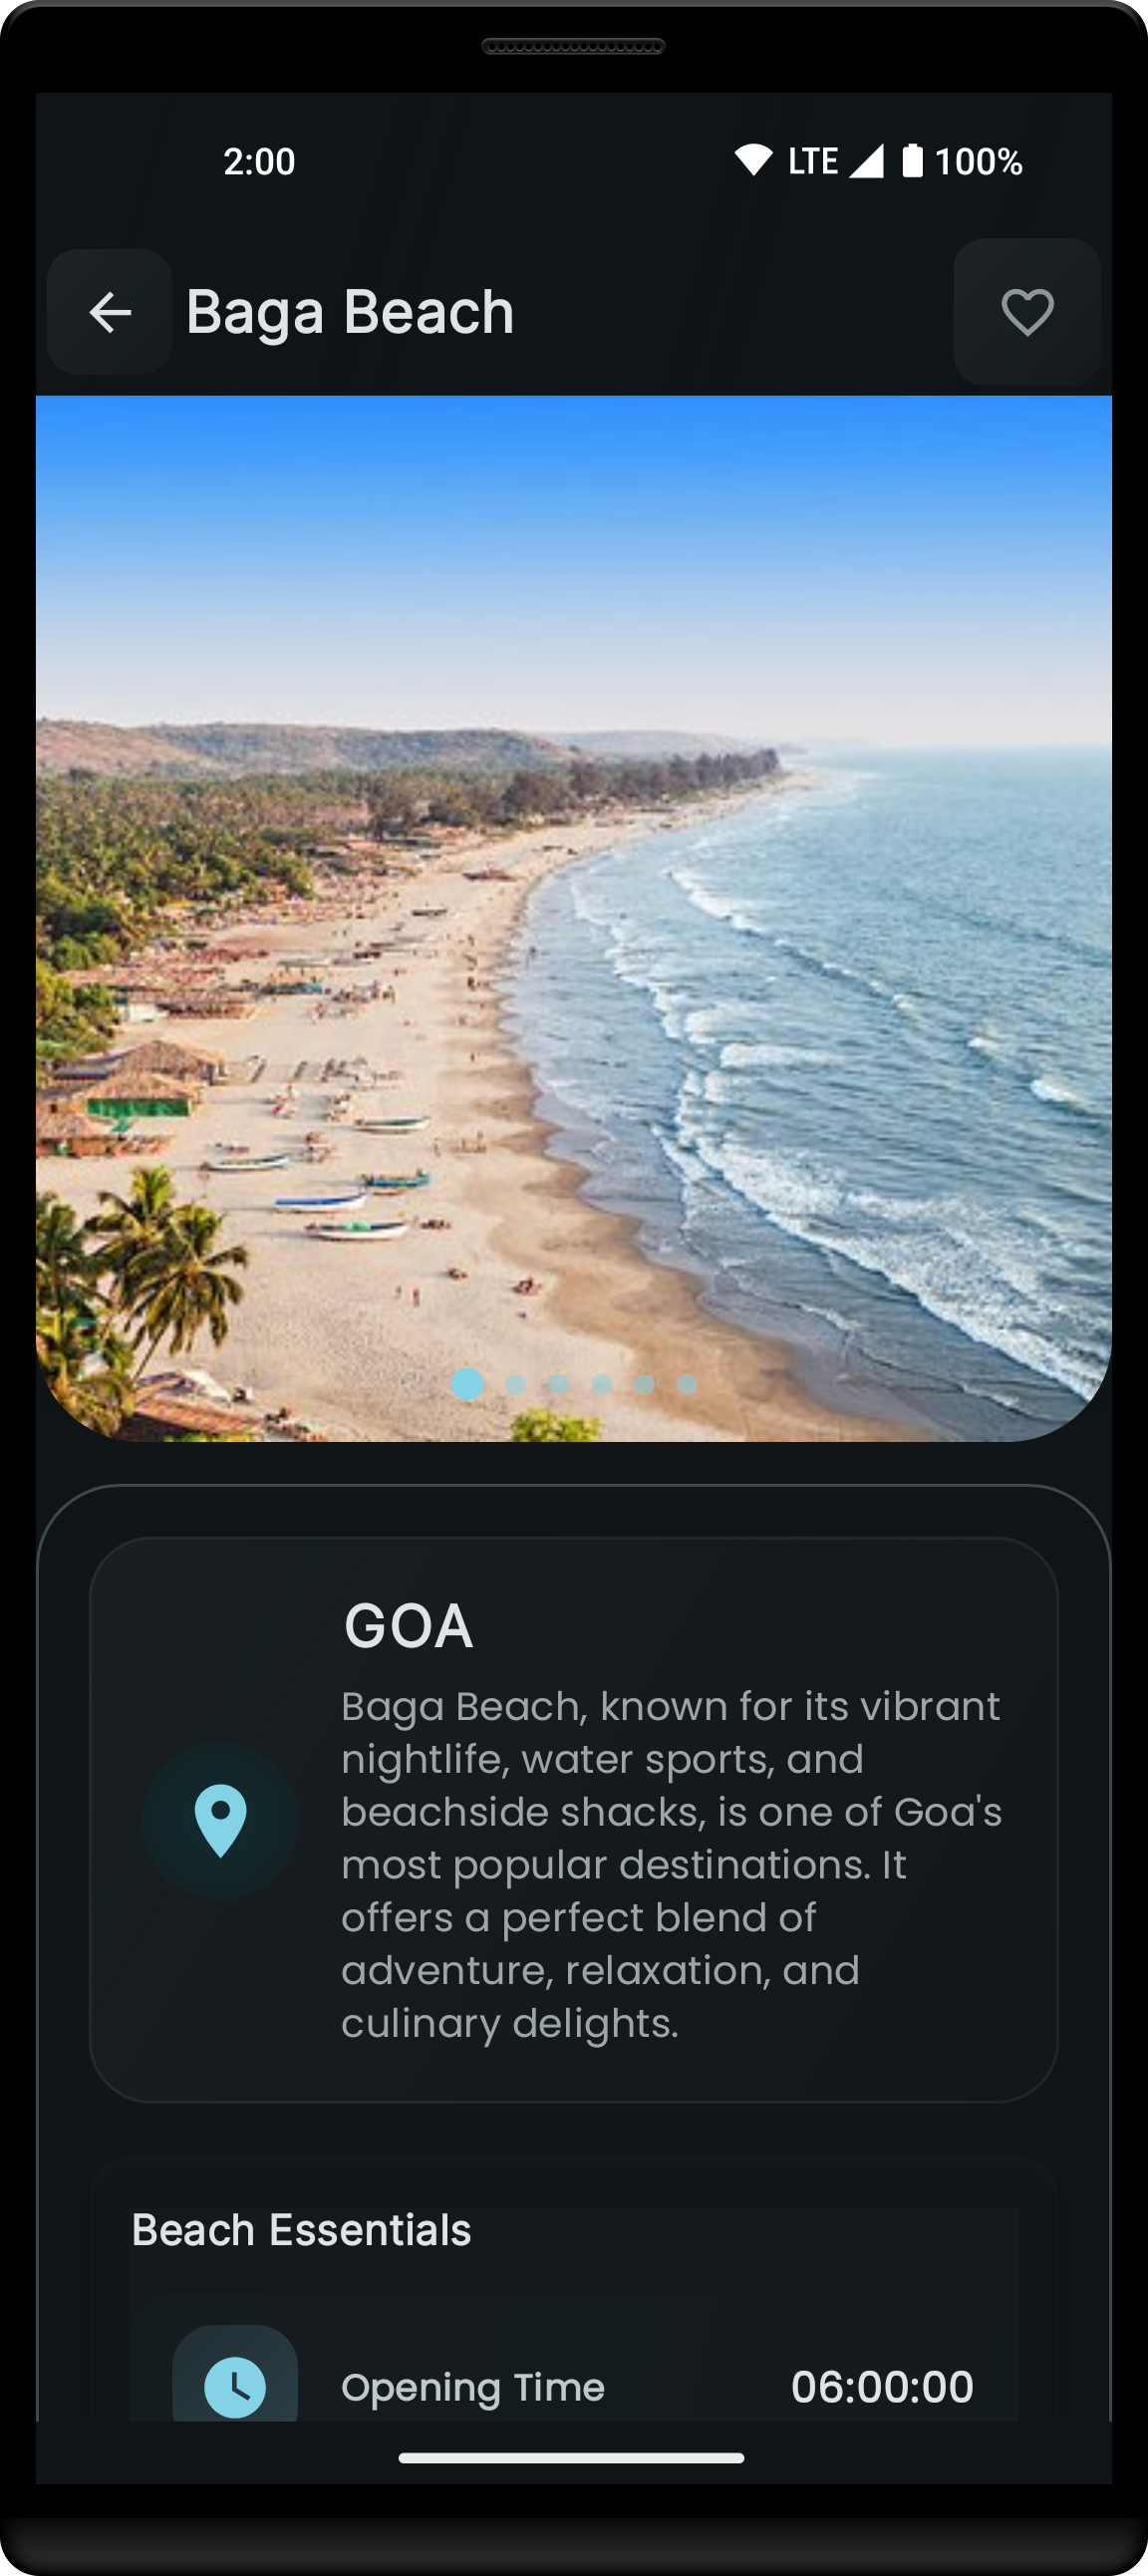 2:00 LTE 100%
Baga Beach
GOA
Baga Beach, known for its vibrant
nightlife, water sports, and
beachside shacks, is one of Goa's
most popular destinations. It
offers a perfect blend of
adventure, relaxation, and
culinary delights.
Beach Essentials
Opening Time 06:00:00